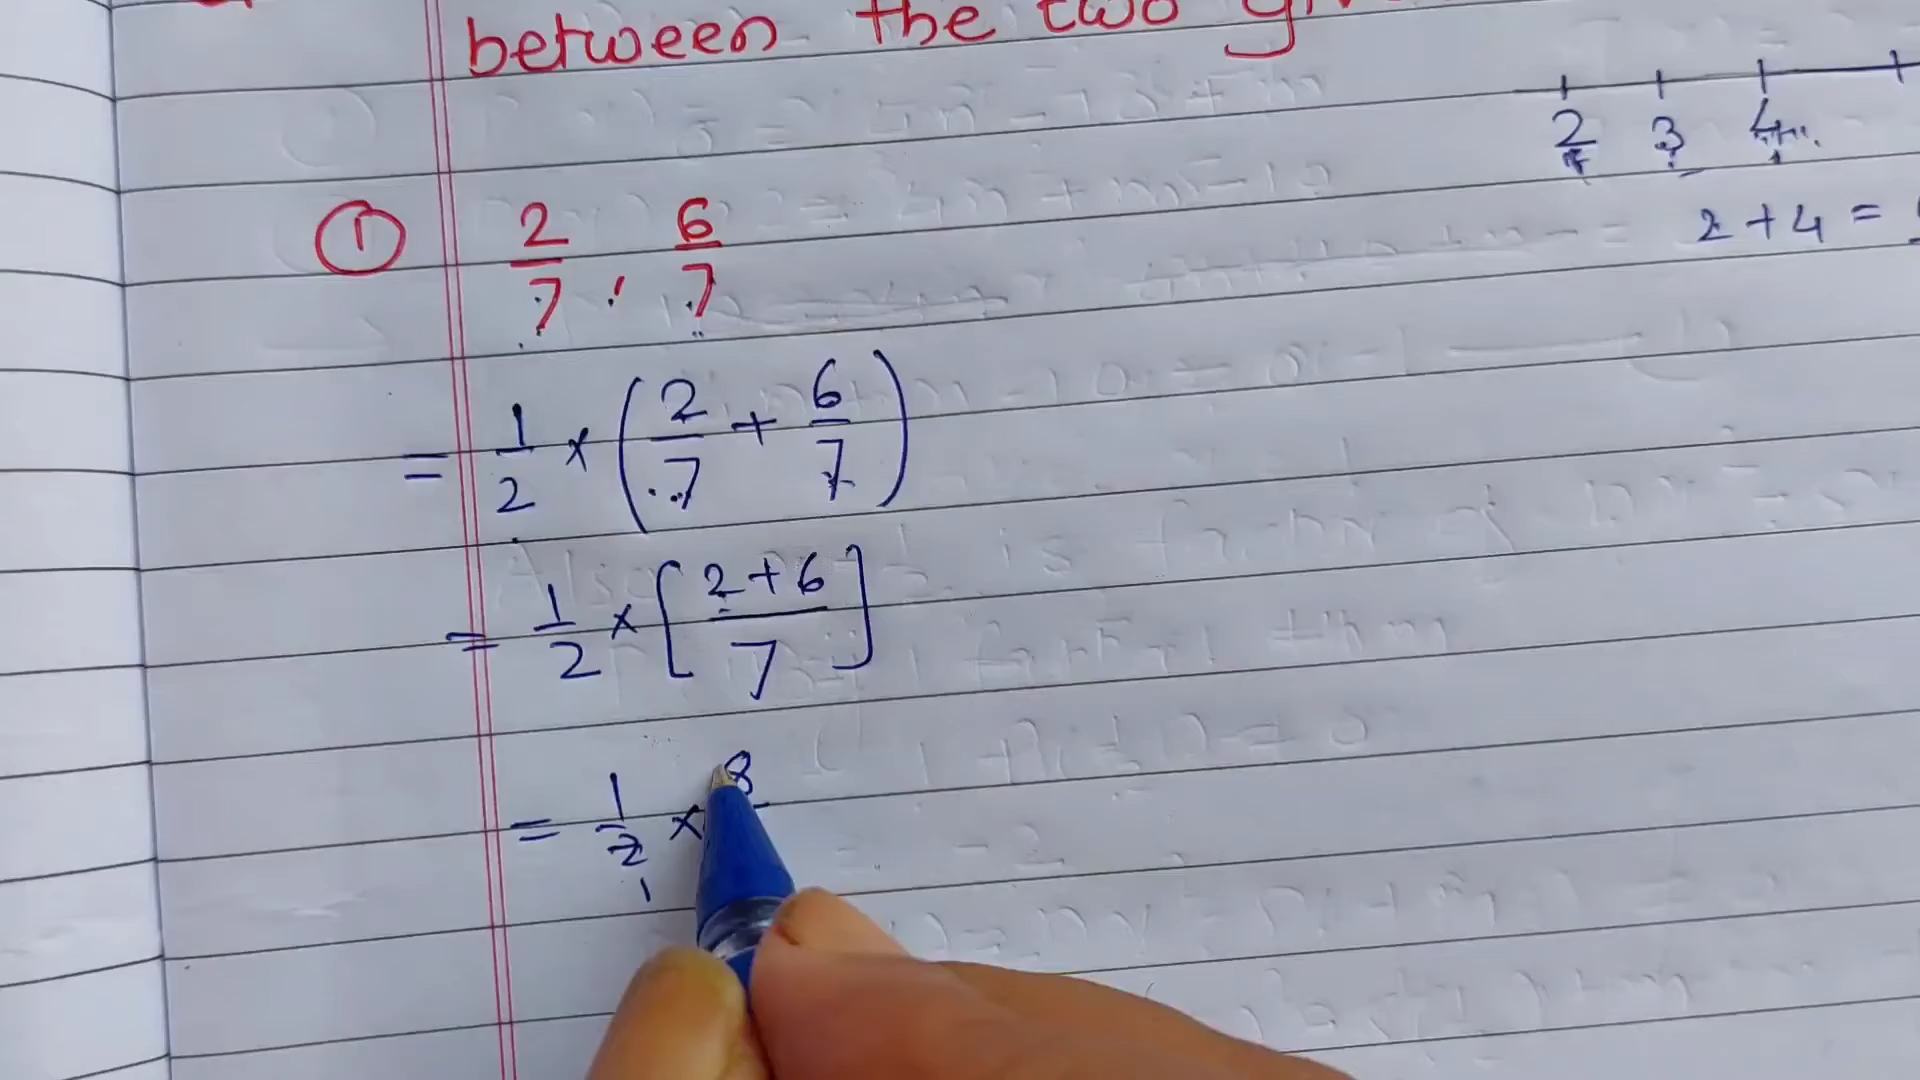 between the two
2 3 4
2 + 4 =
① 2/7 , 6/7
= 1/2 × (2/7 + 6/7)
= 1/2 × [2+6/7]
= 1/2 × 8
1